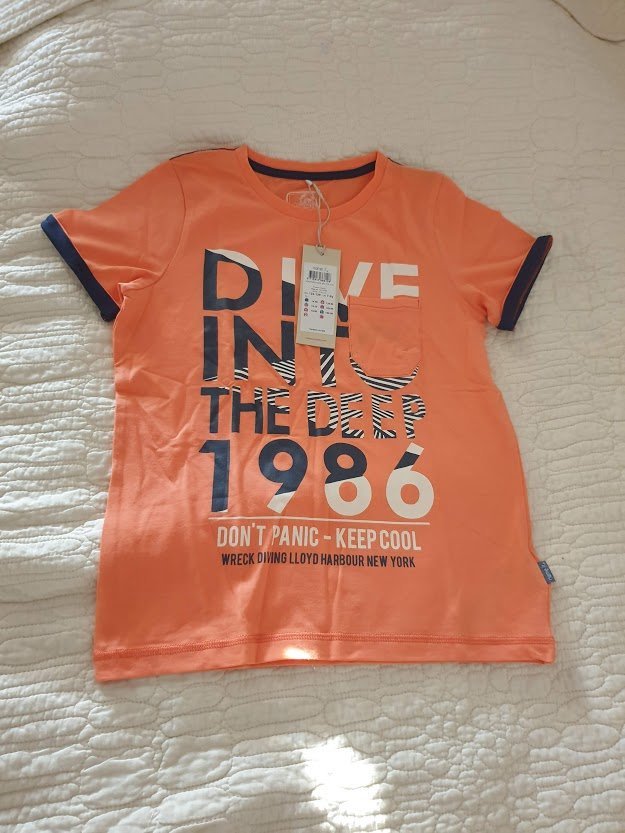 DIVE
INTO
THE DEEP
1986
DON'T PANIC - KEEP COOL
WRECK DIVING LLOYD HARBOUR NEW YORK